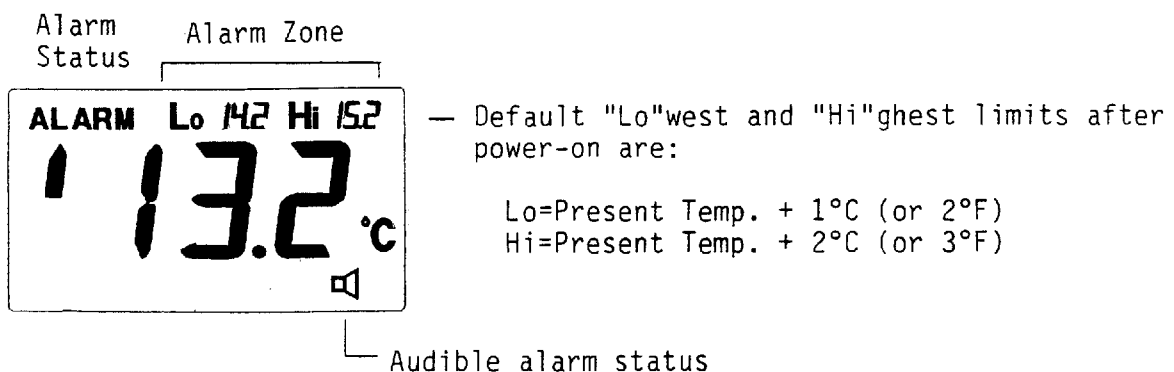 Alarm
Status
Alarm Zone
ALARM Lo 14.2 Hi 15.2
'13.2 °C
— Default "Lo"west and "Hi"ghest limits after
power-on are:
Lo=Present Temp. + 1°C (or 2°F)
Hi=Present Temp. + 2°C (or 3°F)
Audible alarm status